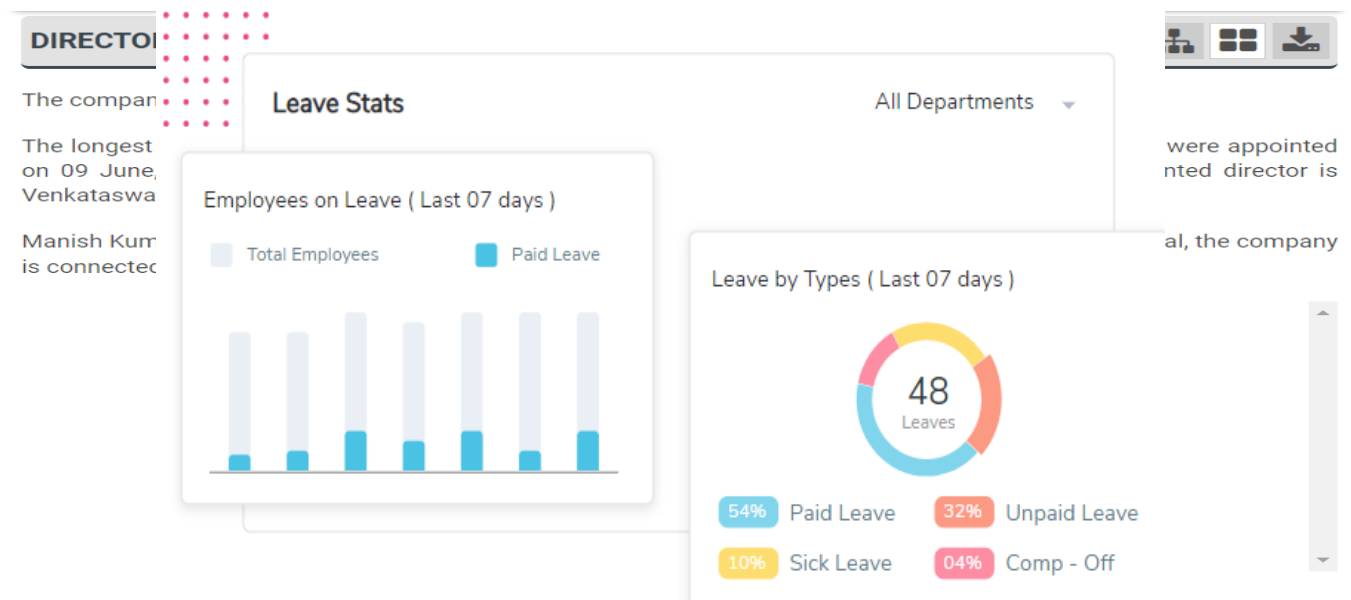 DIRECTO
The compan
Leave Stats
All Departments
The longest
were appointed
on 09 June,
nted director is
Venkataswa
Employees on Leave ( Last 07 days )
Manish Kum
al, the company
is connected
Total Employees
Paid Leave
Leave by Types ( Last 07 days )
48
Leaves
54% Paid Leave
32% Unpaid Leave
10% Sick Leave
04% Comp - Off